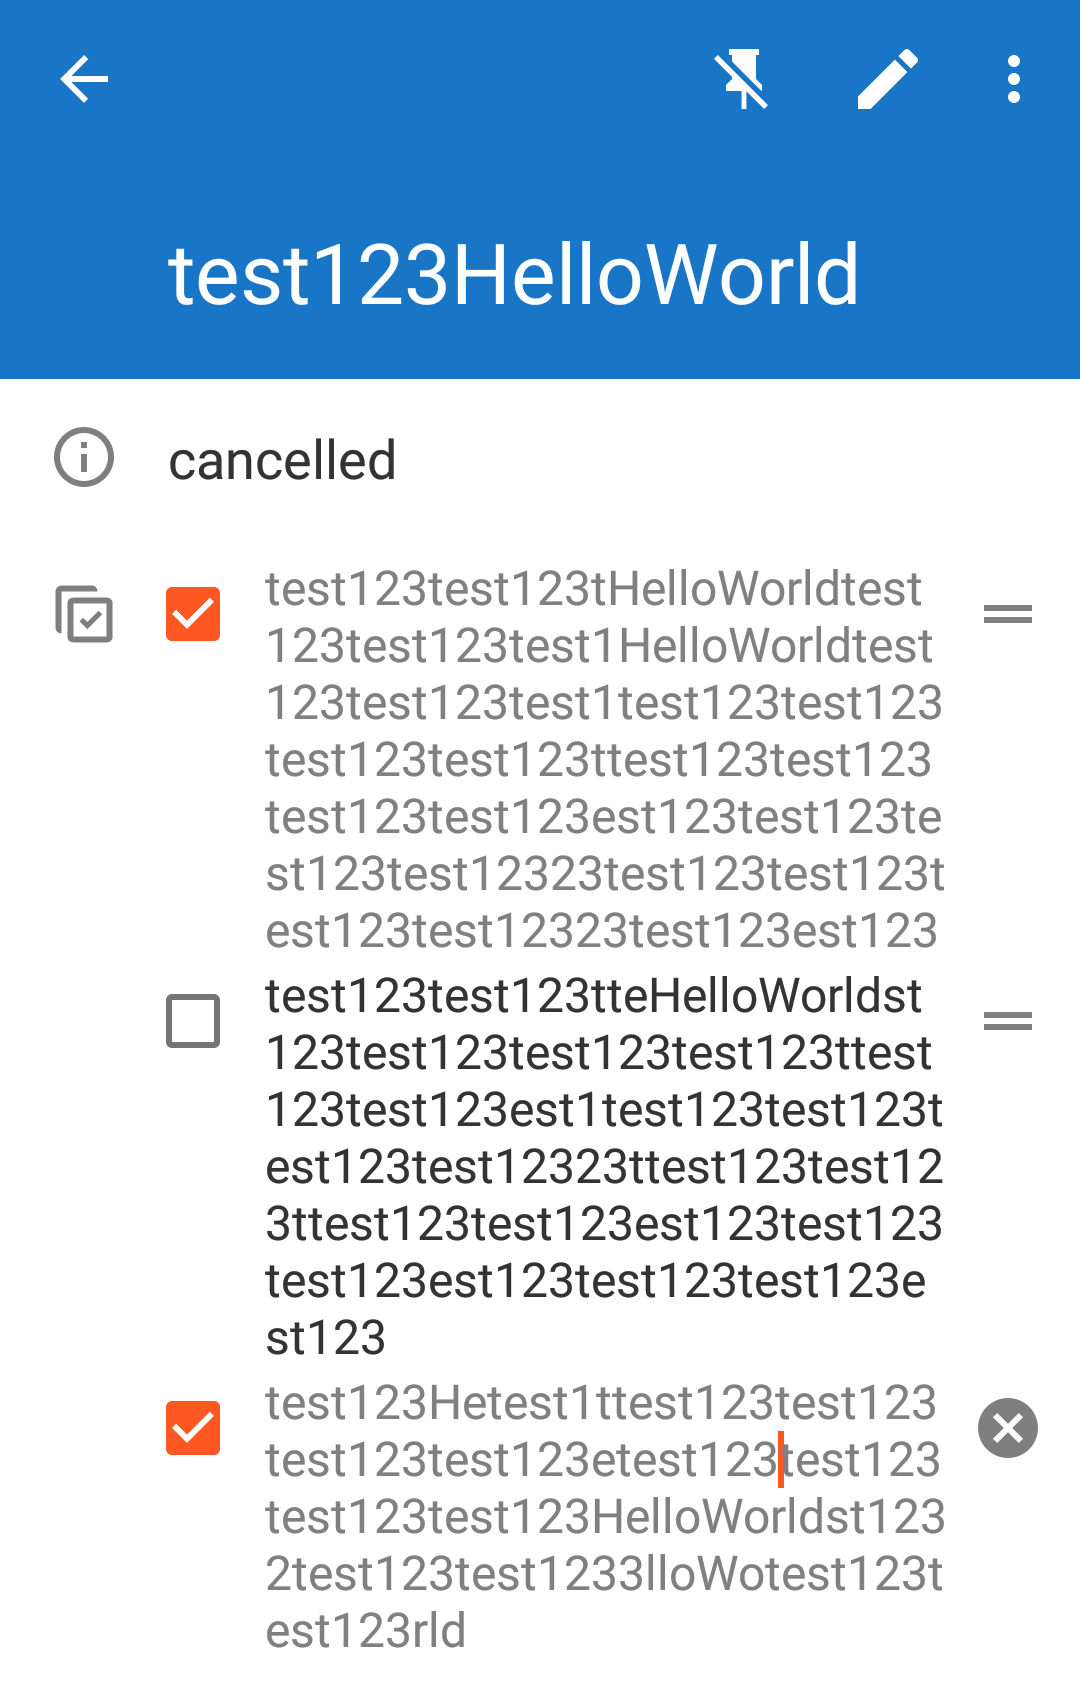 test123HelloWorld
cancelled
test123test123tHelloWorldtest
123test123test1HelloWorldtest
123test123test1test123test123
test123test123ttest123test123
test123test123est123test123te
st123test12323test123test123t
est123test12323test123est123
test123test123tteHelloWorldst
123test123test123test123ttest
123test123est1test123test123t
est123test12323ttest123test12
3ttest123test123est123test123
test123est123test123test123e
st123
test123Hetest1ttest123test123
test123test123etest123test123
test123test123HelloWorldst123
2test123test1233lloWotest123t
est123rld